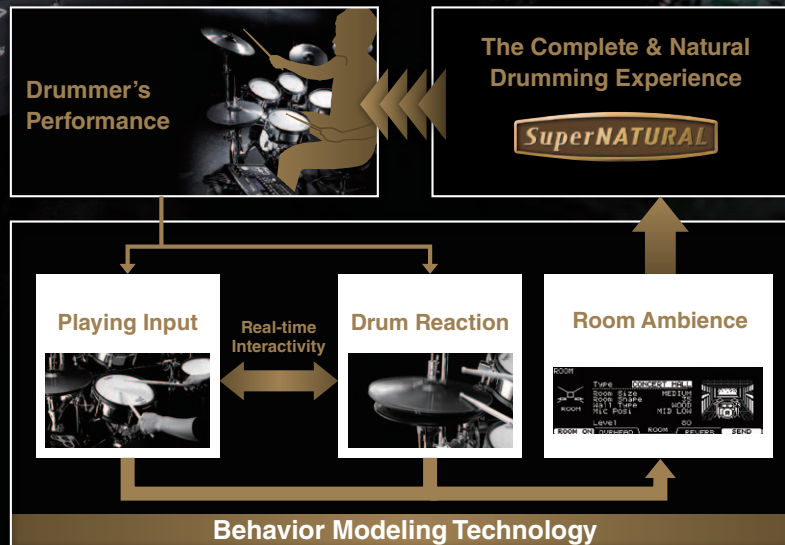 Drummer's
Performance
The Complete & Natural
Drumming Experience
SuperNATURAL
Playing Input
Real-time
Interactivity
Drum Reaction
Room Ambience
ROOM
Type CONCERT HALL
Room Size MEDIUM
Room Shape 35
Wall Type WOOD
Mic Posi MID LOW
Level 80
ROOM
ROOM ON OVRHEAD ROOM REVERB SEND
Behavior Modeling Technology